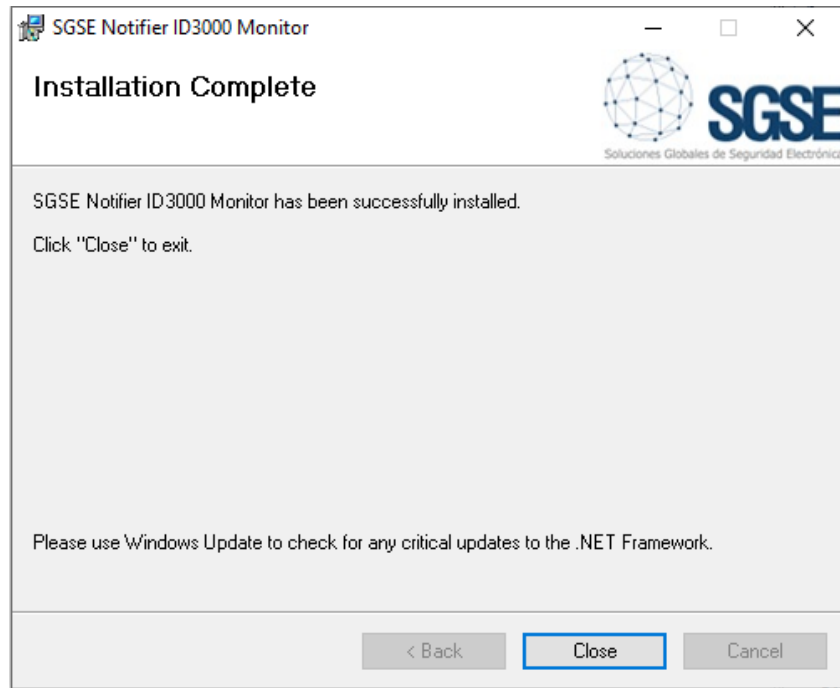 SGSE Notifier ID3000 Monitor
Installation Complete
SGSE
Soluciones Globales de Seguridad Electrónica
SGSE Notifier ID3000 Monitor has been successfully installed.
Click "Close" to exit.
Please use Windows Update to check for any critical updates to the .NET Framework.
< Back
Close
Cancel